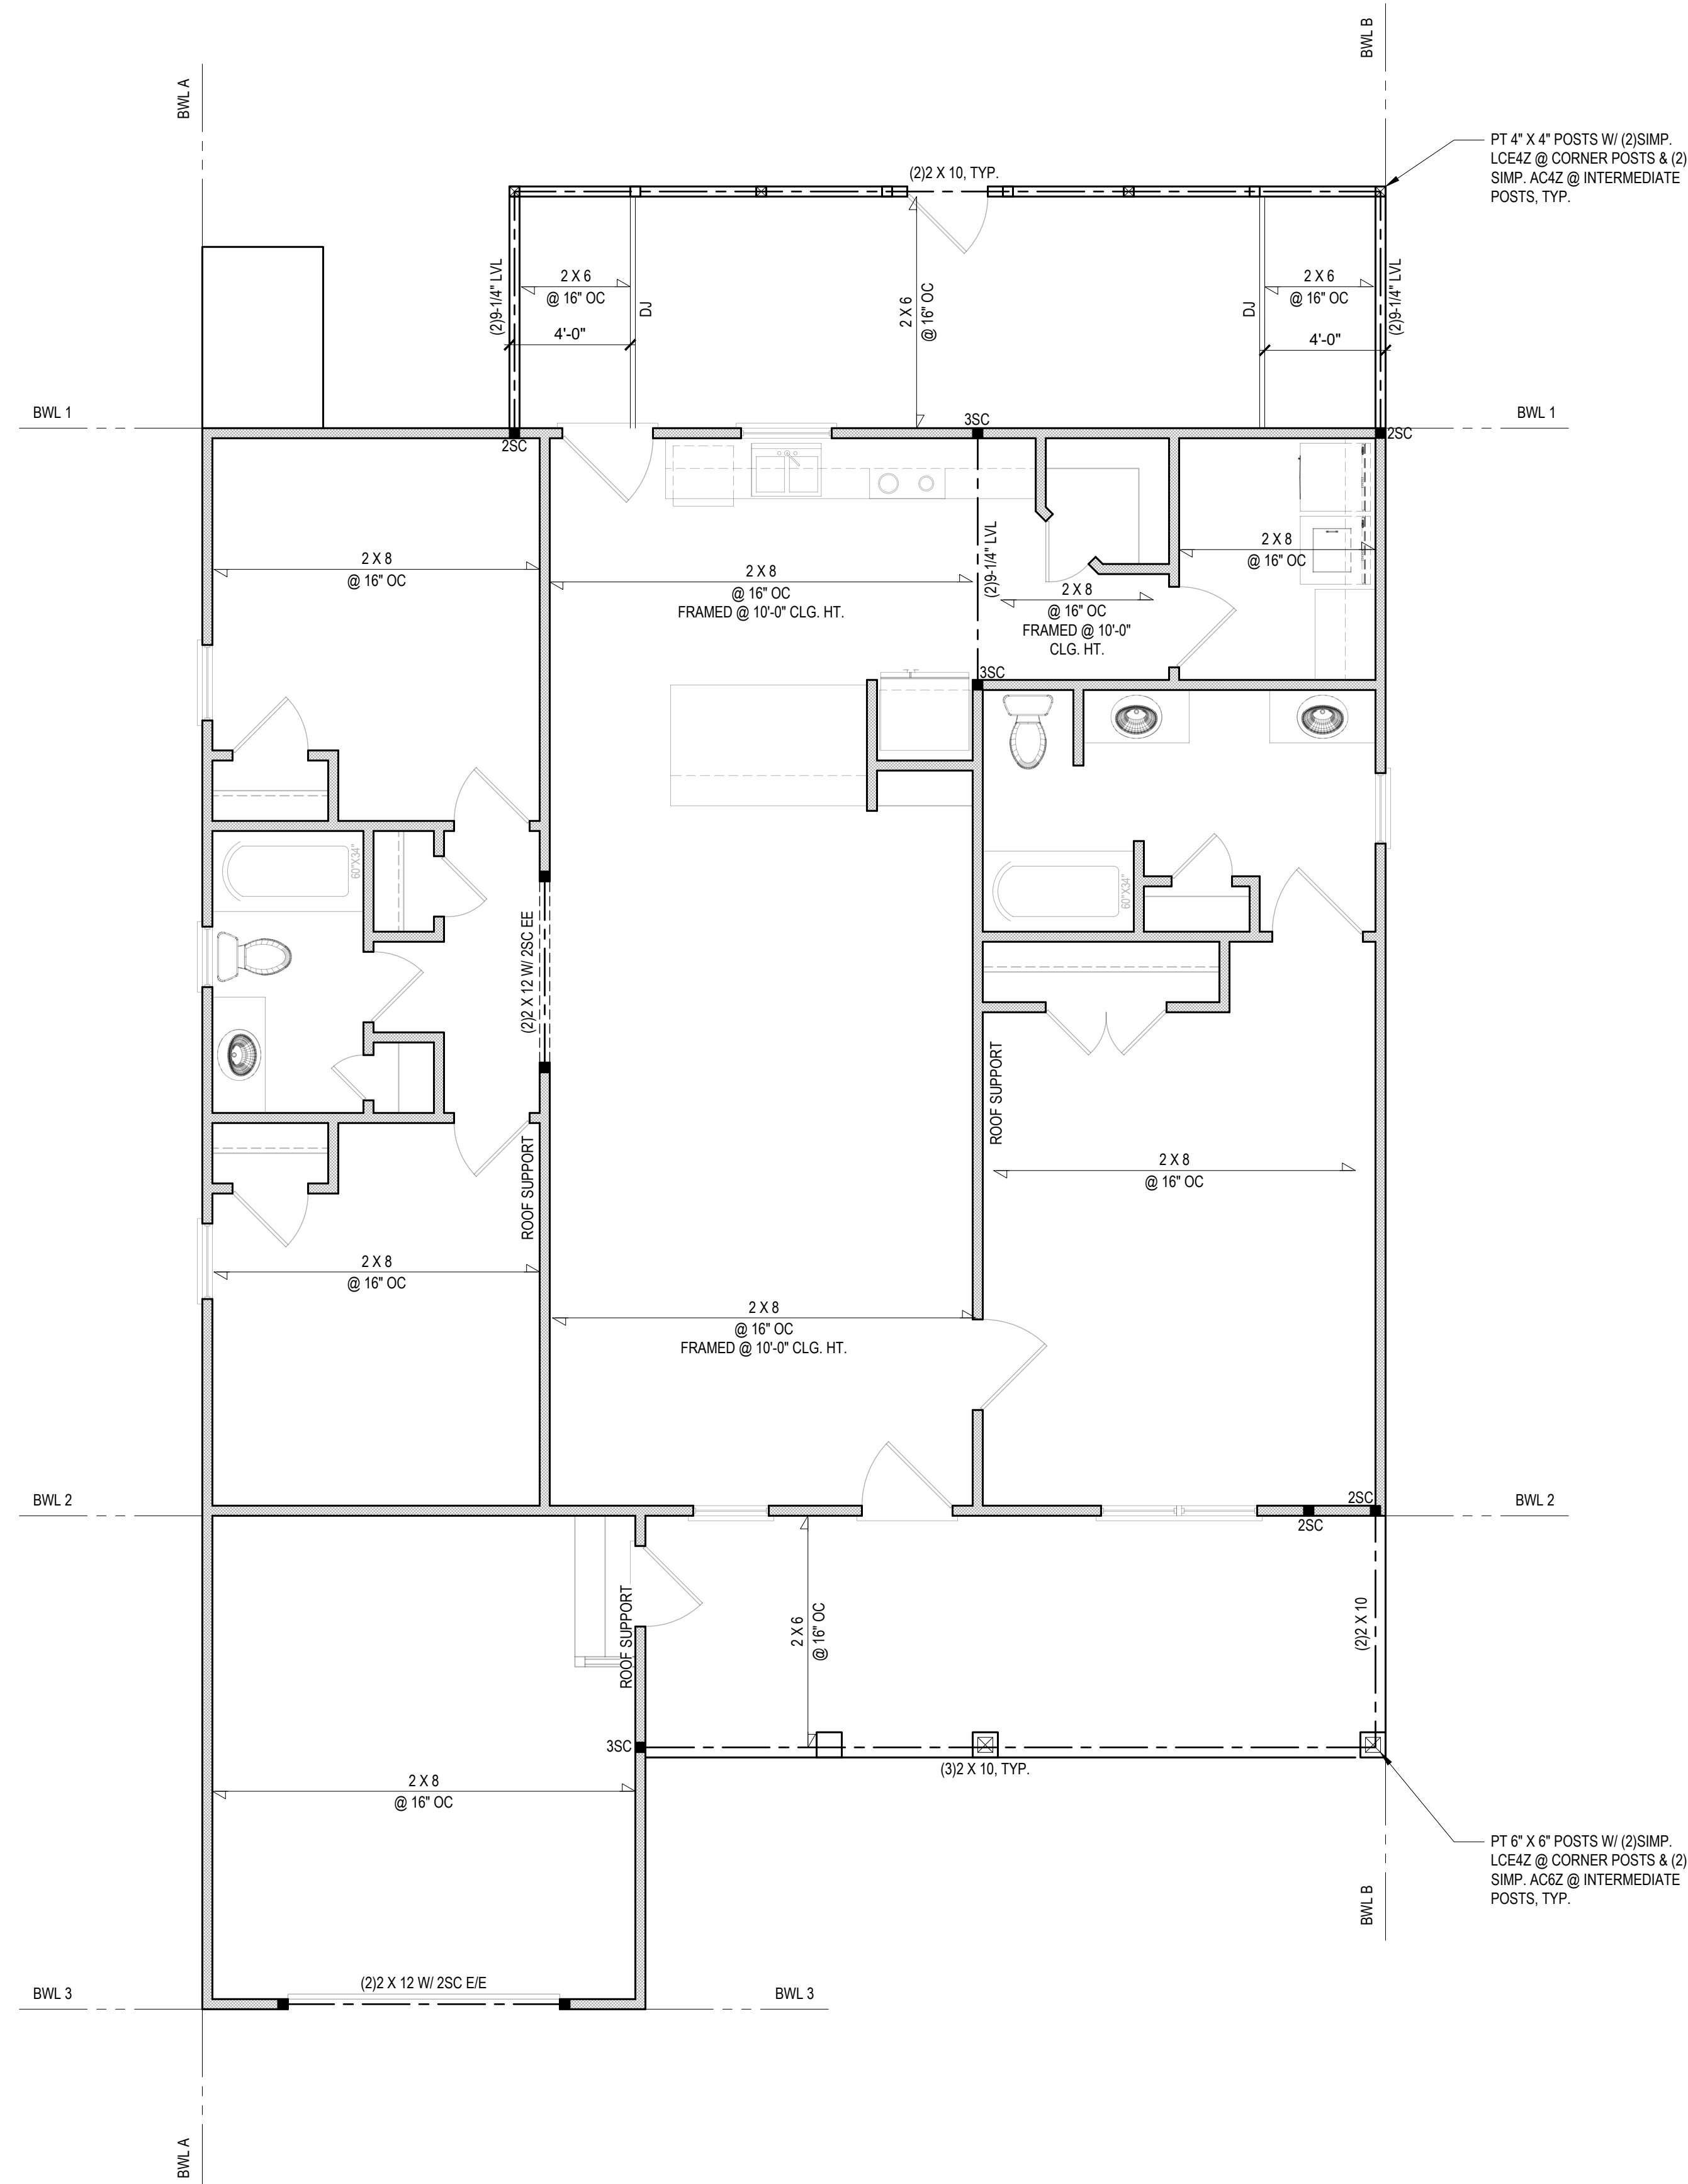 BWL B
BWL A
PT 4" X 4" POSTS W/ (2)SIMP.
LCE4Z @ CORNER POSTS & (2)
SIMP. AC4Z @ INTERMEDIATE
POSTS, TYP.
(2)2 X 10, TYP.
(2)9-1/4" LVL
2 X 6
@ 16" OC
4'-0"
DJ
2 X 6
@ 16" OC
DJ
2 X 6
@ 16" OC
4'-0"
(2)9-1/4" LVL
BWL 1
BWL 1
2SC
3SC
2SC
2 X 8
@ 16" OC
2 X 8
@ 16" OC
FRAMED @ 10'-0" CLG. HT.
(2)9-1/4" LVL
2 X 8
@ 16" OC
FRAMED @ 10'-0"
CLG. HT.
2 X 8
@ 16" OC
3SC
60"X34"
60"X34"
(2)2 X 12 W/ 2SC EE
ROOF SUPPORT
ROOF SUPPORT
2 X 8
@ 16" OC
2 X 8
@ 16" OC
2 X 8
@ 16" OC
FRAMED @ 10'-0" CLG. HT.
BWL 2
BWL 2
2SC
2SC
ROOF SUPPORT
2 X 6
@ 16" OC
(2)2 X 10
3SC
(3)2 X 10, TYP.
2 X 8
@ 16" OC
PT 6" X 6" POSTS W/ (2)SIMP.
LCE4Z @ CORNER POSTS & (2)
SIMP. AC6Z @ INTERMEDIATE
POSTS, TYP.
BWL B
(2)2 X 12 W/ 2SC E/E
BWL 3
BWL 3
BWL A